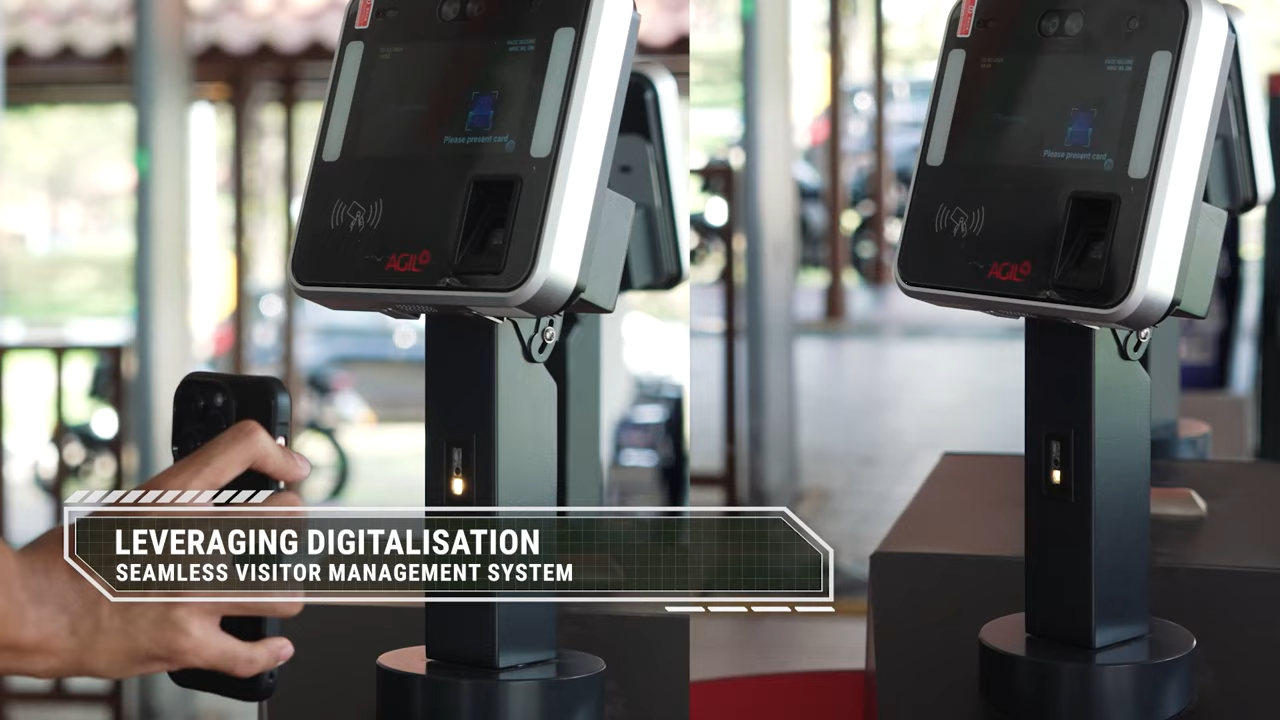 Please present card
AGIL
Please present card
AGIL
LEVERAGING DIGITALISATION
SEAMLESS VISITOR MANAGEMENT SYSTEM